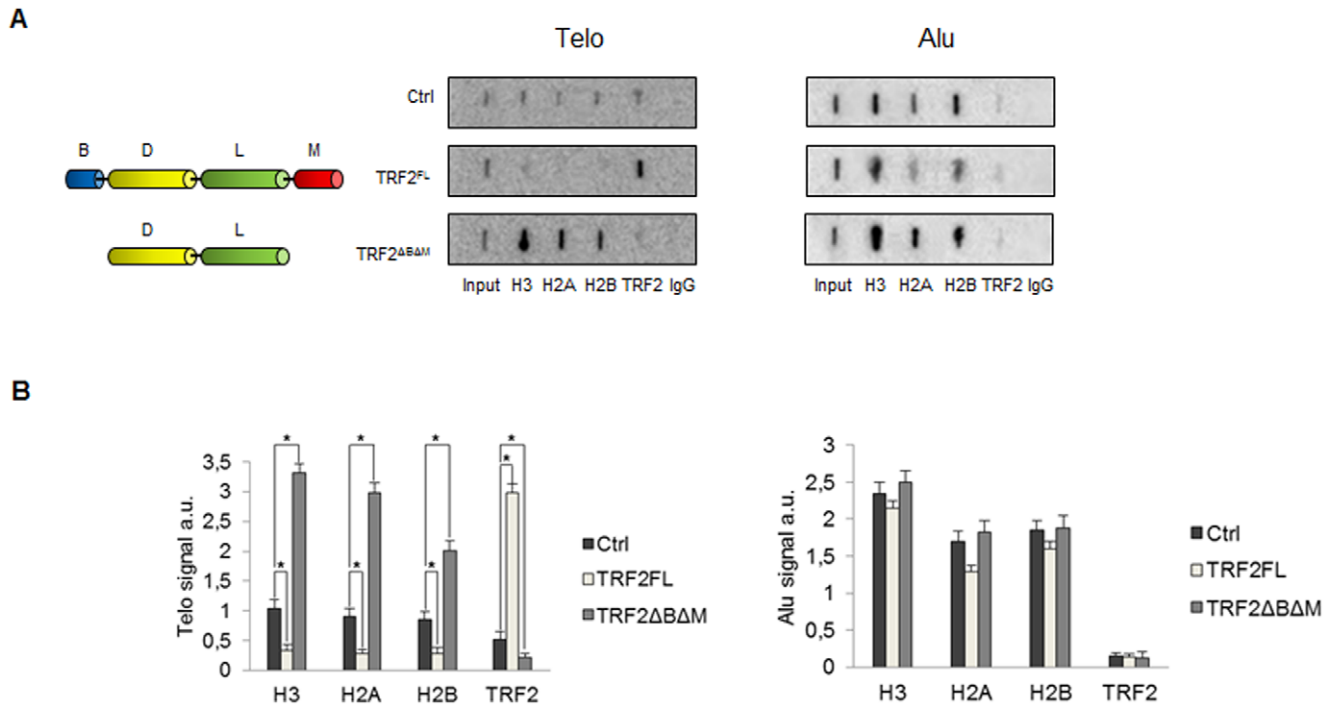 A
Telo Alu
Ctrl
B D L M
TRF2FL
D L
TRF2ΔBΔM
Input H3 H2A H2B TRF2 IgG Input H3 H2A H2B TRF2 IgG
B
Telo signal a.u.
3,5
3
2,5
2
1,5
1
0,5
0
* * * *
* * * *
H3 H2A H2B TRF2
Ctrl
TRF2FL
TRF2ΔBΔM
Alu signal a.u.
3
2,5
2
1,5
1
0,5
0
H3 H2A H2B TRF2
Ctrl
TRF2FL
TRF2ΔBΔM